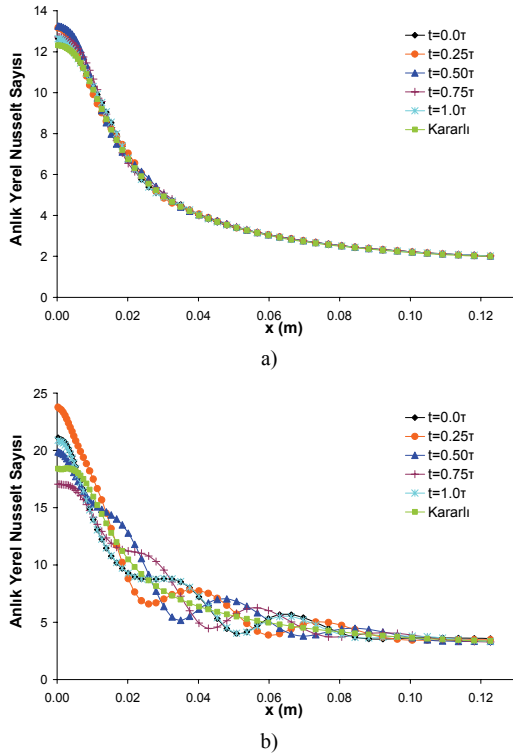 14
12
10
8
6
4
2
0
Anlık Yerel Nusselt Sayısı
t=0.0τ
t=0.25τ
t=0.50τ
t=0.75τ
t=1.0τ
Kararlı
0.00 0.02 0.04 0.06 0.08 0.10 0.12
x (m)
a)
25
20
15
10
5
0
Anlık Yerel Nusselt Sayısı
t=0.0τ
t=0.25τ
t=0.50τ
t=0.75τ
t=1.0τ
Kararlı
0.00 0.02 0.04 0.06 0.08 0.10 0.12
x (m)
b)